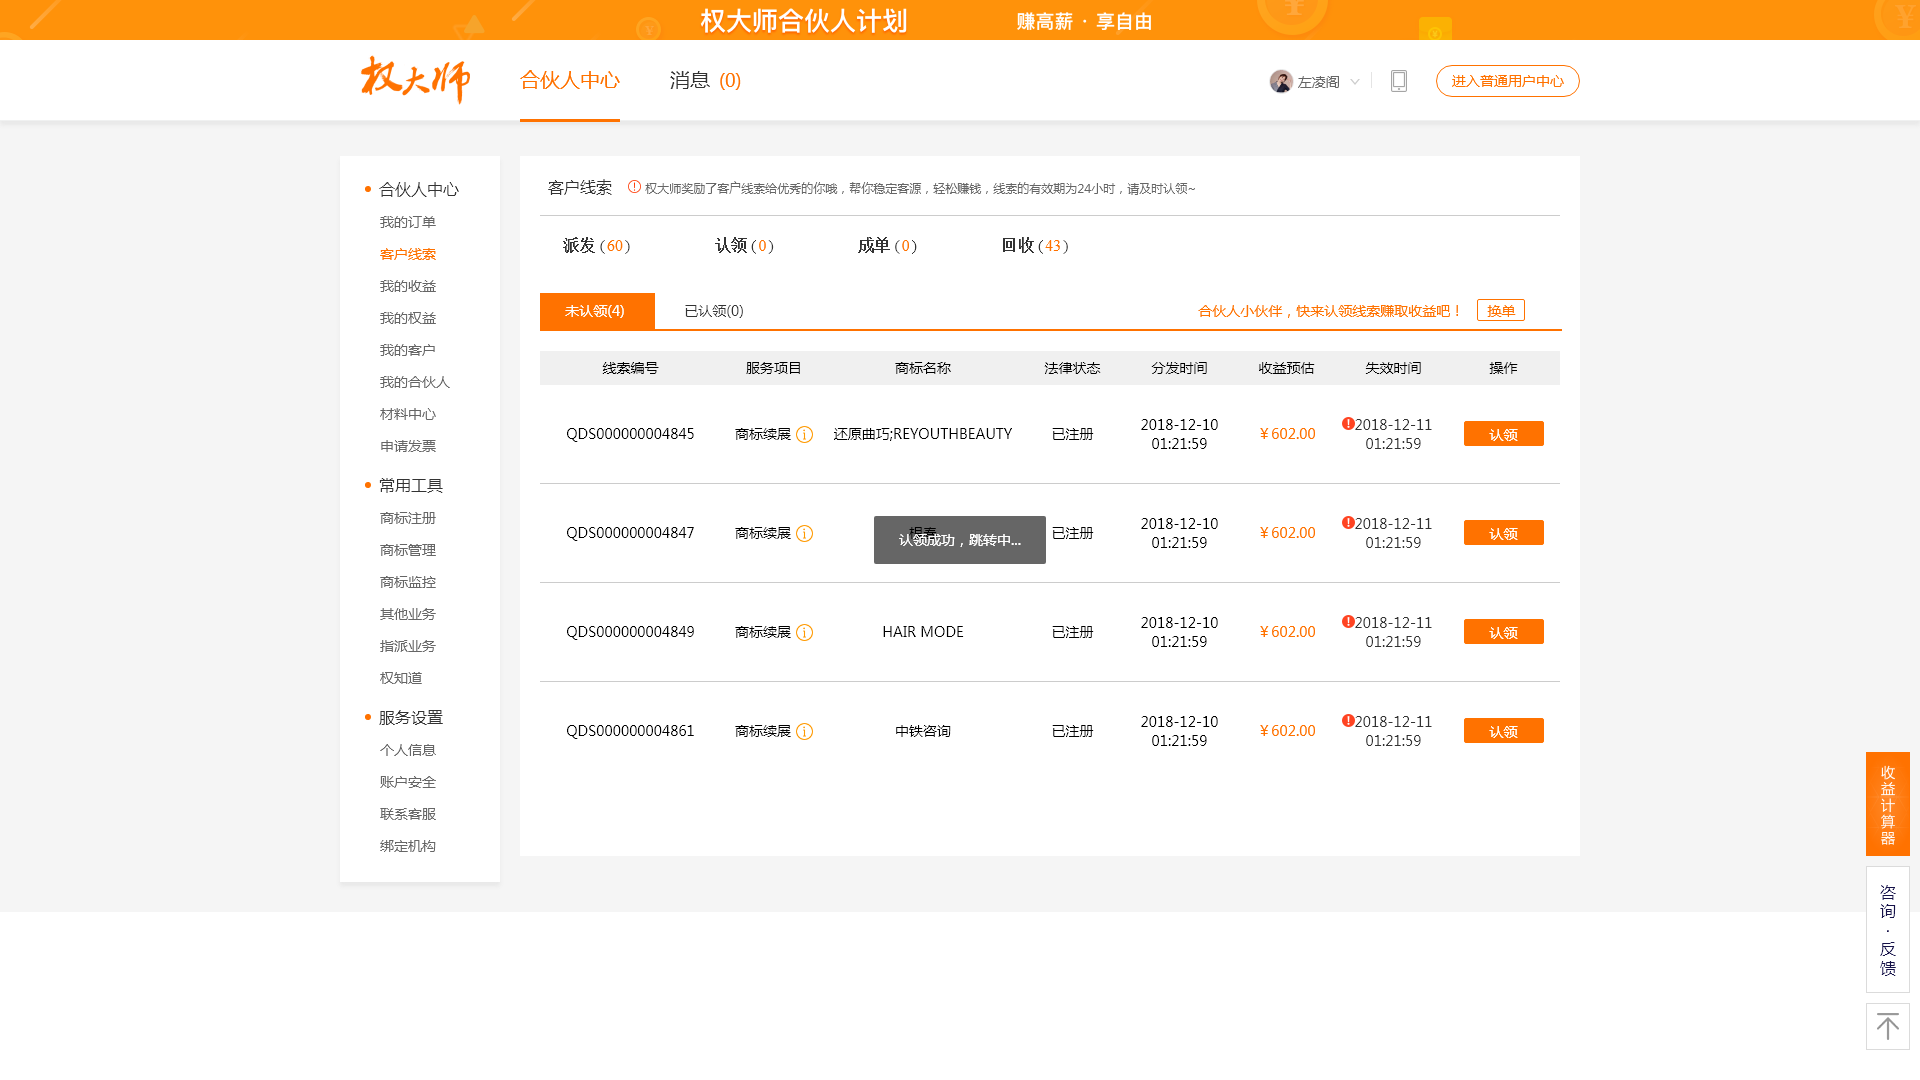 权大师合伙人计划 赚高薪 · 享自由
权大师 合伙人中心 消息 (0) 左凌阁 进入普通用户中心
合伙人中心
我的订单
客户线索
我的收益
我的权益
我的客户
我的合伙人
材料中心
申请发票
常用工具
商标注册
商标管理
商标监控
其他业务
指派业务
权知道
服务设置
个人信息
账户安全
联系客服
绑定机构
客户线索 权大师奖励了客户线索给优秀的你哦，帮你稳定客源，轻松赚钱，线索的有效期为24小时，请及时认领~
派发 (60) 认领 (0) 成单 (0) 回收 (43)
未认领(4) 已认领(0) 合伙人小伙伴，快来认领线索赚取收益吧！ 换单
线索编号 服务项目 商标名称 法律状态 分发时间 收益预估 失效时间 操作
QDS000000004845 商标续展 还原曲巧;REYOUTHBEAUTY 已注册 2018-12-10 01:21:59 ￥602.00 2018-12-11 01:21:59 认领
QDS000000004847 商标续展 已注册 2018-12-10 01:21:59 ￥602.00 2018-12-11 01:21:59 认领
认领成功，跳转中...
QDS000000004849 商标续展 HAIR MODE 已注册 2018-12-10 01:21:59 ￥602.00 2018-12-11 01:21:59 认领
QDS000000004861 商标续展 中铁咨询 已注册 2018-12-10 01:21:59 ￥602.00 2018-12-11 01:21:59 认领
收益计算器
咨询·反馈